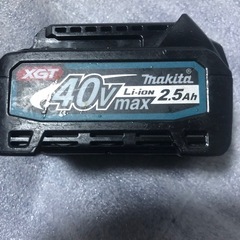 XGT
makita
40V max
Li-ion 2.5Ah